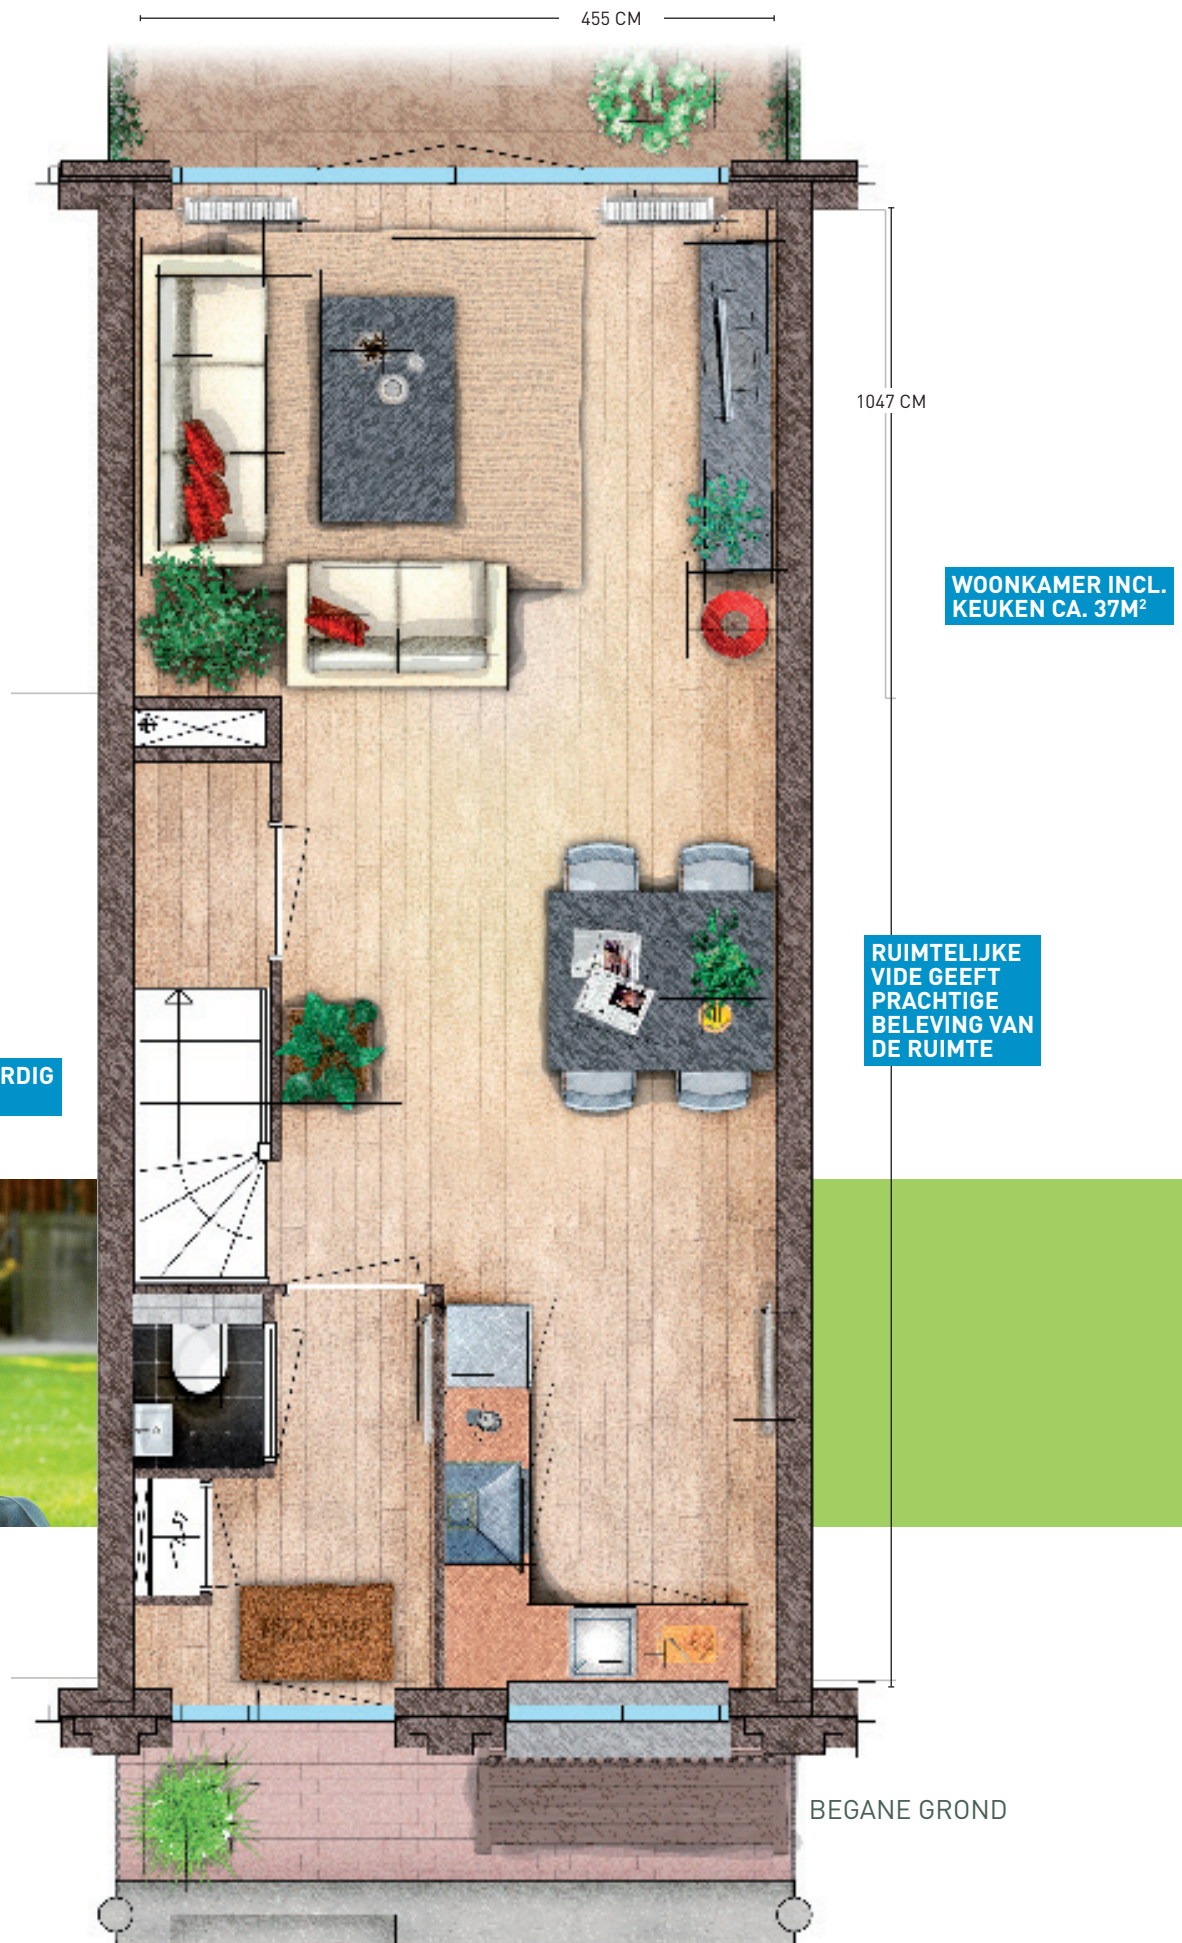 455 CM
1047 CM
WOONKAMER INCL.
KEUKEN CA. 37M²
RUIMTELIJKE
VIDE GEEFT
PRACHTIGE
BELEVING VAN
DE RUIMTE
RDIG
BEGANE GROND